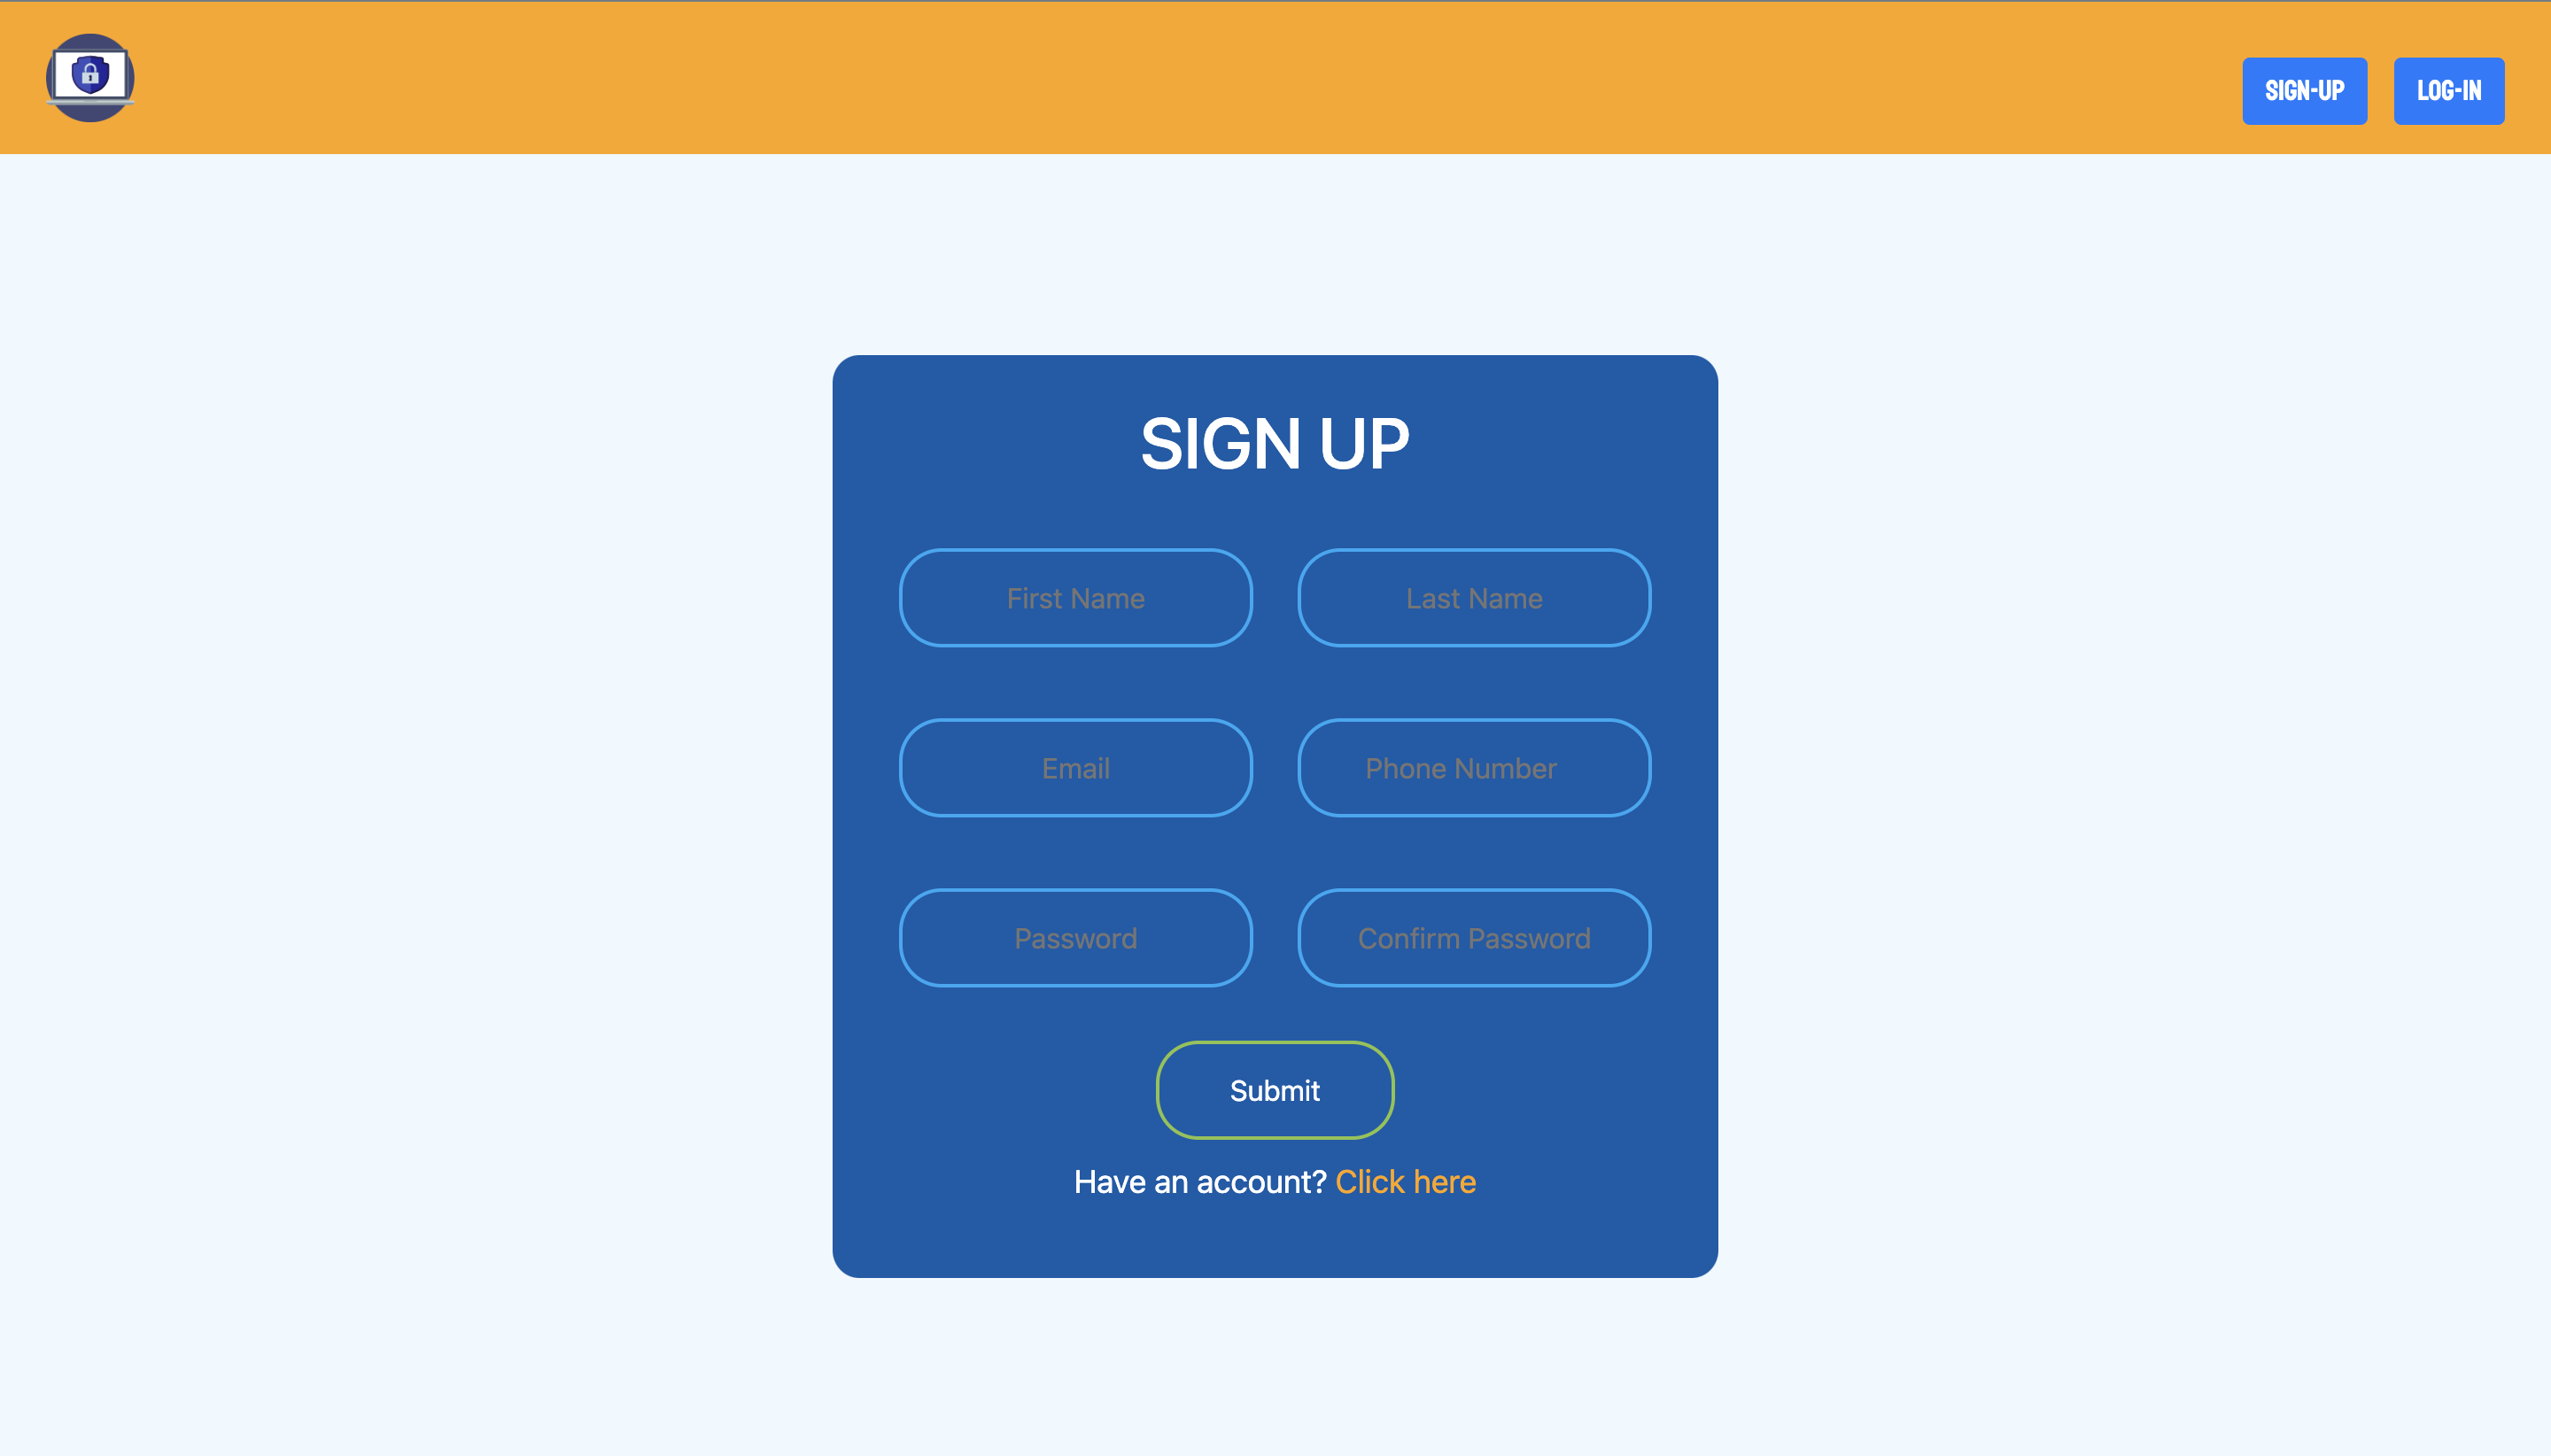 SIGN-UP LOG-IN
SIGN UP
First Name Last Name
Email Phone Number
Password Confirm Password
Submit
Have an account? Click here